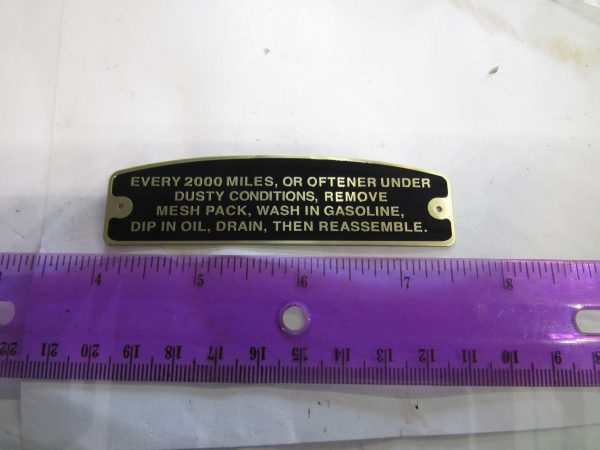 EVERY 2000 MILES, OR OFTENER UNDER
DUSTY CONDITIONS, REMOVE
MESH PACK, WASH IN GASOLINE,
DIP IN OIL, DRAIN, THEN REASSEMBLE.
4 5 6 7 8
22 21 20 19 18 17 16 15 14 13 12 11 10 9 8